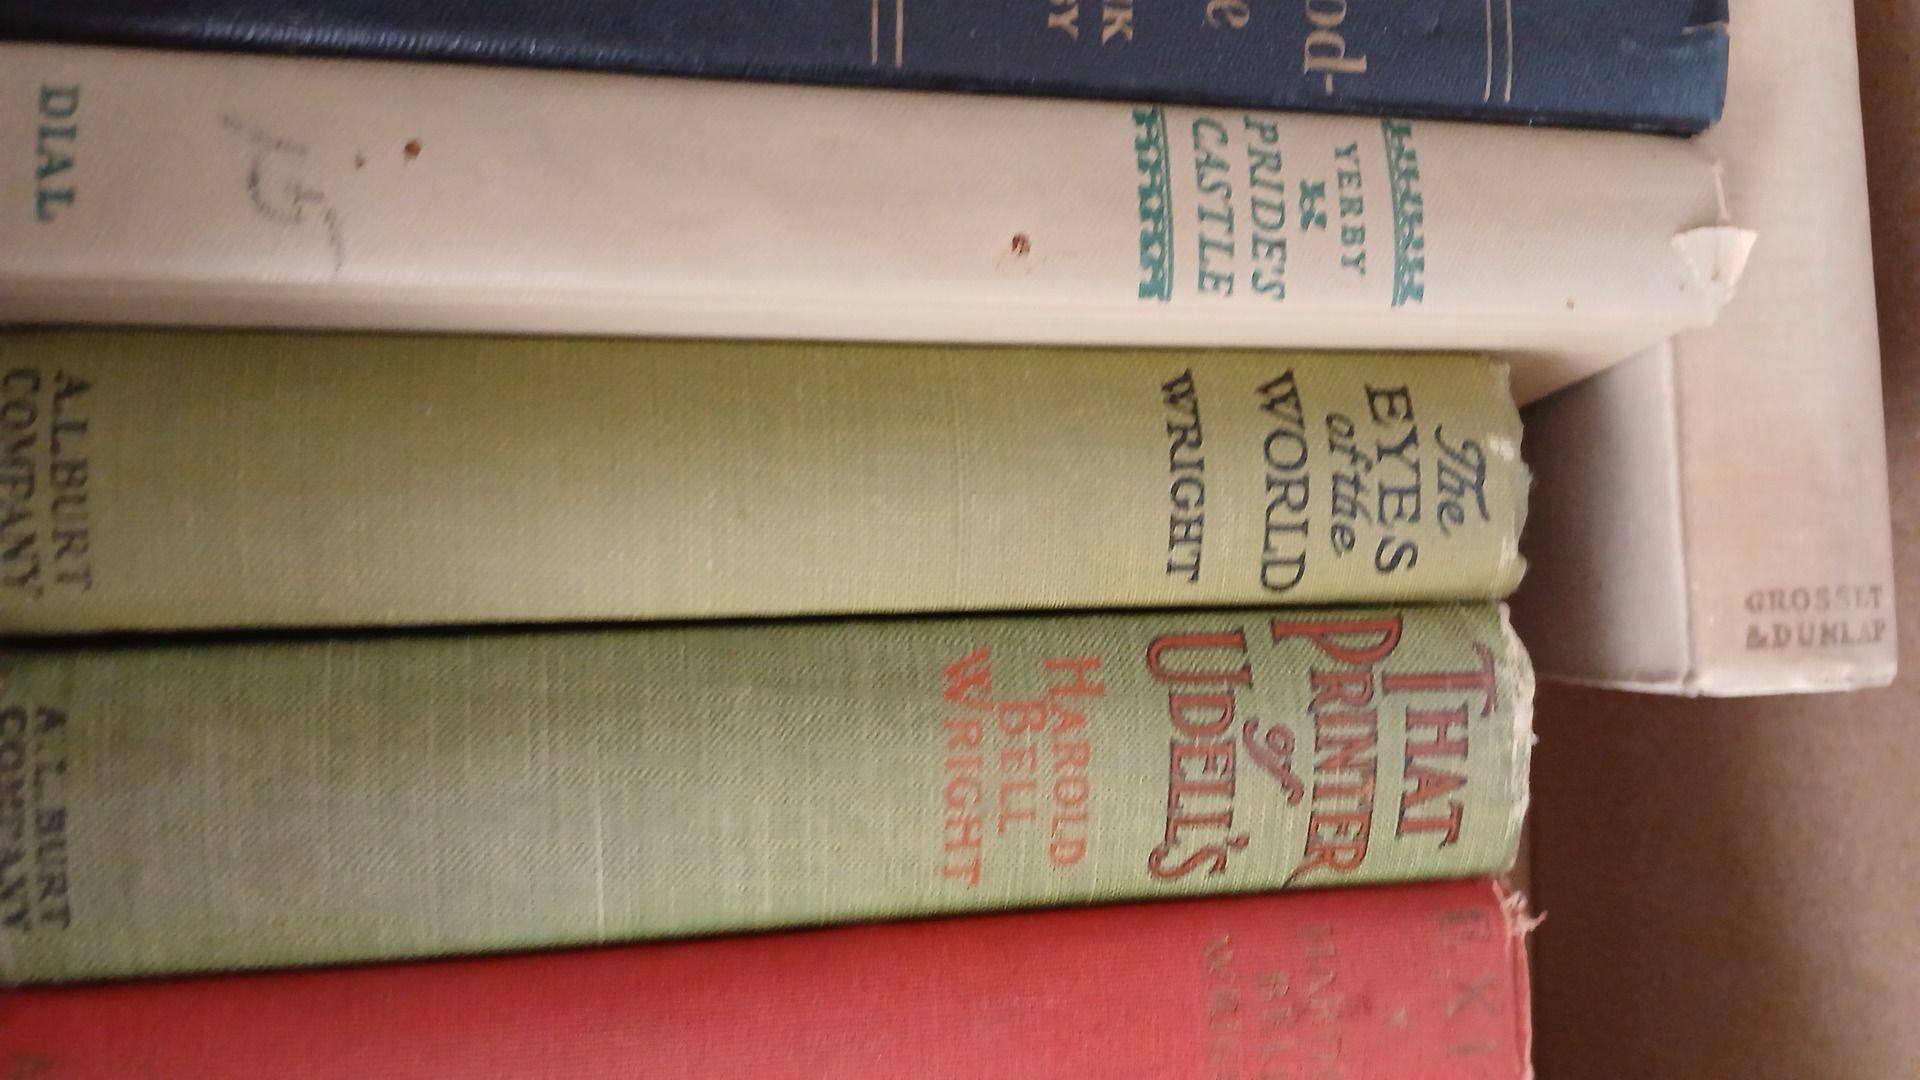 YERBY
PRIDE'S
CASTLE
DIAL
The
EYES
of the
WORLD
WRIGHT
A.L.BURT
COMPANY
THAT
PRINTER
of
UDELL'S
HAROLD
BELL
WRIGHT
A.L.BURT
COMPANY
GROSSET
& DUNLAP